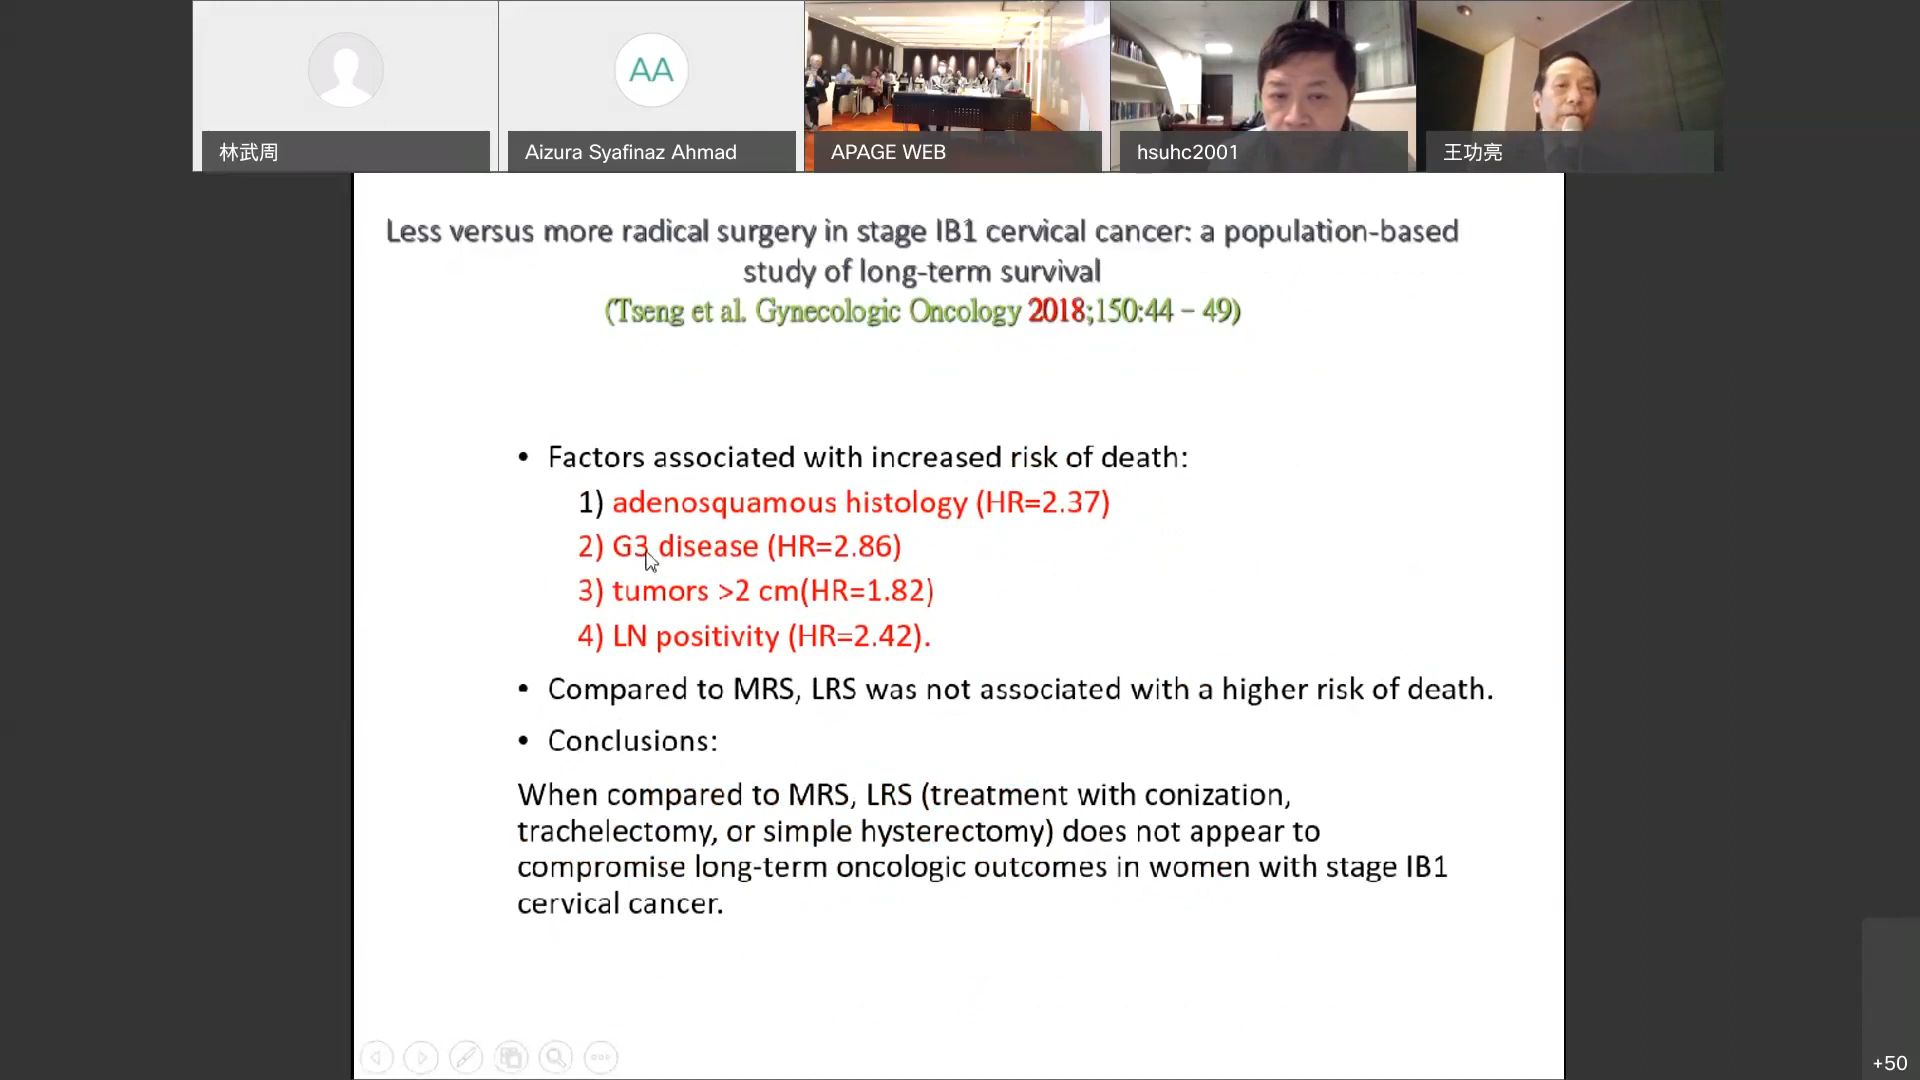 AA
林武周
Aizura Syafinaz Ahmad
APAGE WEB
hsuhc2001
王功亮
Less versus more radical surgery in stage IB1 cervical cancer: a population-based
study of long-term survival
(Tseng et al. Gynecologic Oncology 2018;150:44 – 49)
• Factors associated with increased risk of death:
1) adenosquamous histology (HR=2.37)
2) G3 disease (HR=2.86)
3) tumors >2 cm(HR=1.82)
4) LN positivity (HR=2.42).
• Compared to MRS, LRS was not associated with a higher risk of death.
• Conclusions:
When compared to MRS, LRS (treatment with conization,
trachelectomy, or simple hysterectomy) does not appear to
compromise long-term oncologic outcomes in women with stage IB1
cervical cancer.
+50